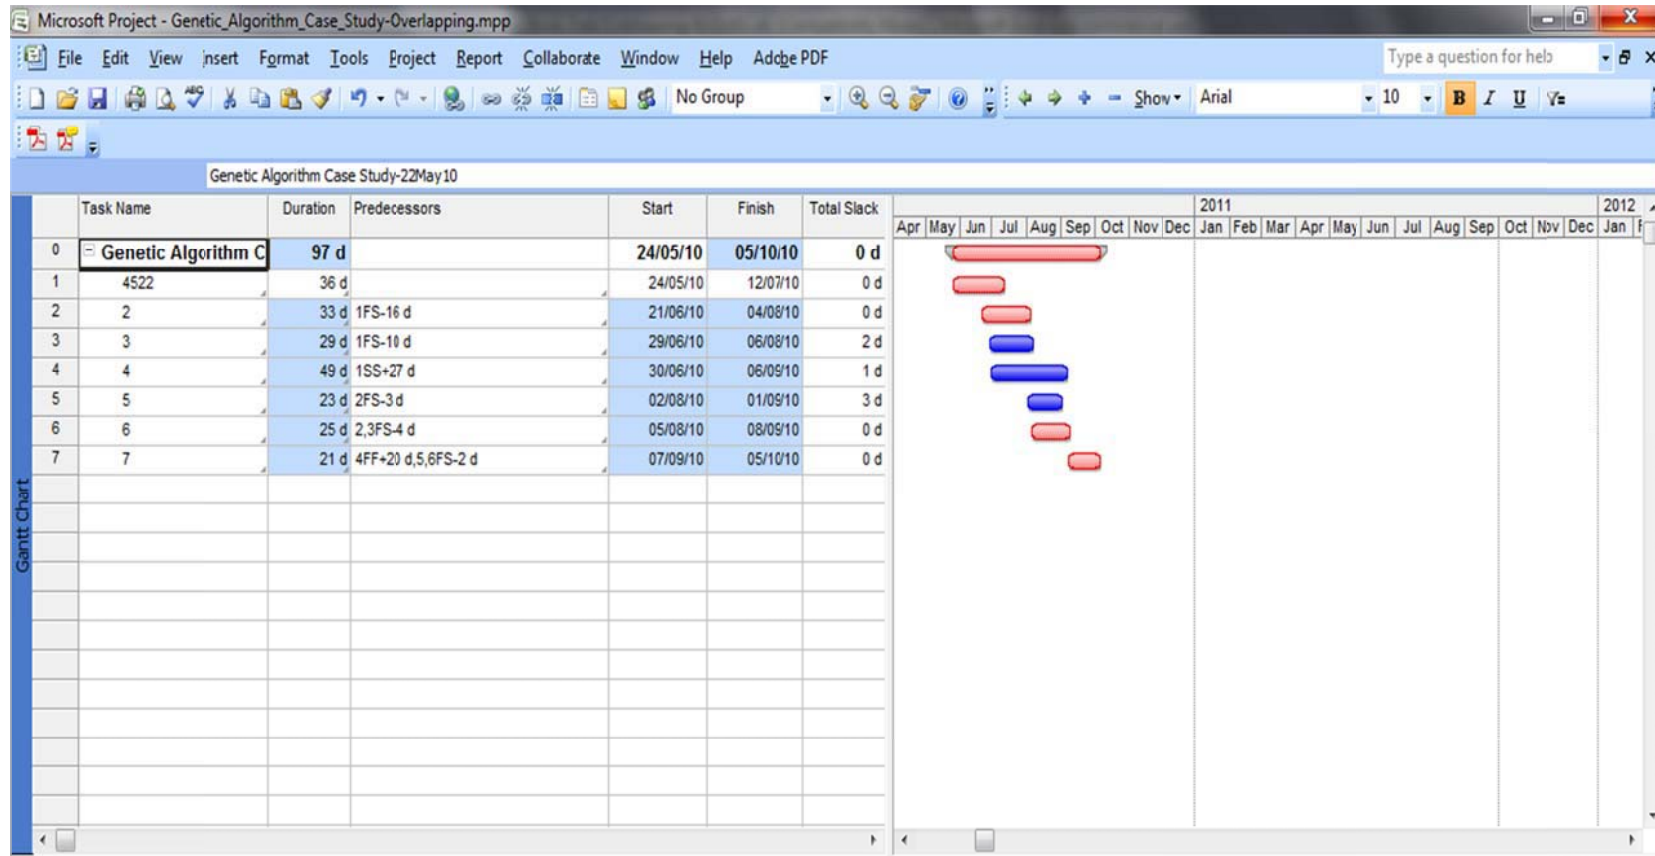 Microsoft Project - Genetic_Algorithm_Case_Study-Overlapping.mpp
File Edit View nsert Format Tools Project Report Collaborate Window Help Adobe PDF Type a question for help
No Group Show Arial 10 B I U
Genetic Algorithm Case Study-22May10
Task Name Duration Predecessors Start Finish Total Slack 2011 2012
Apr May Jun Jul Aug Sep Oct Nov Dec Jan Feb Mar Apr May Jun Jul Aug Sep Oct Nov Dec Jan F
0 Genetic Algorithm C 97 d 24/05/10 05/10/10 0 d
1 4522 36 d 24/05/10 12/07/10 0 d
2 2 33 d 1FS-16 d 21/06/10 04/08/10 0 d
3 3 29 d 1FS-10 d 29/06/10 06/08/10 2 d
4 4 49 d 1SS+27 d 30/06/10 06/09/10 1 d
5 5 23 d 2FS-3 d 02/08/10 01/09/10 3 d
6 6 25 d 2,3FS-4 d 05/08/10 08/09/10 0 d
7 7 21 d 4FF+20 d,5,6FS-2 d 07/09/10 05/10/10 0 d
Gantt Chart